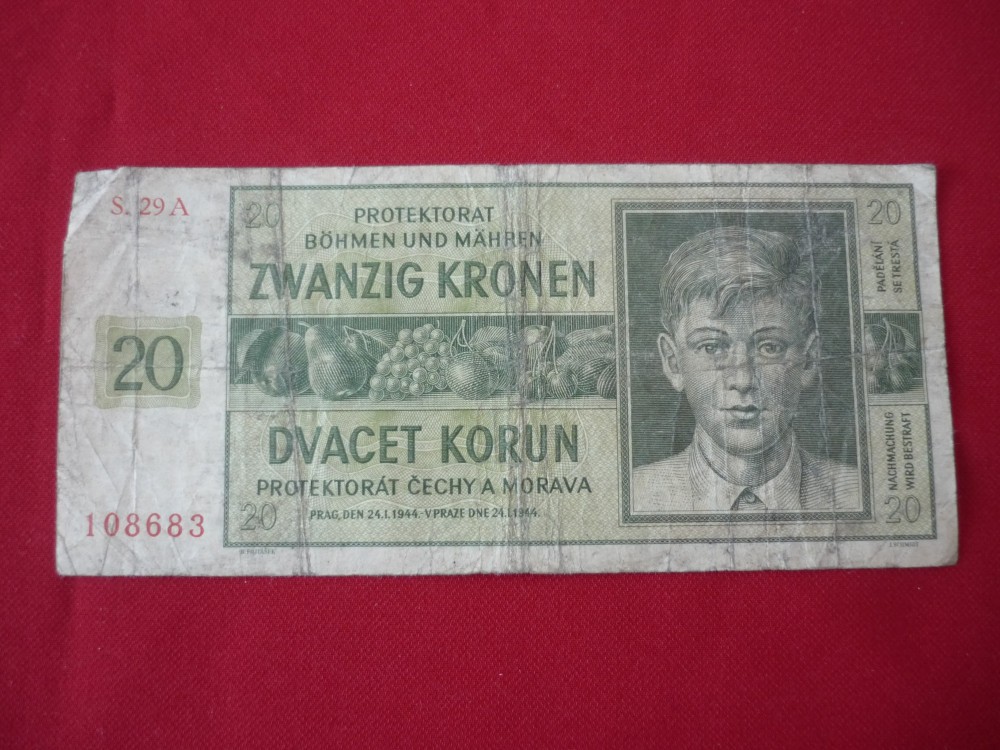 S. 29 A
20
PROTEKTORAT
BÖHMEN UND MÄHREN
ZWANZIG KRONEN
20
DVACET KORUN
PROTEKTORÁT ČECHY A MORAVA
PRAG, DEN 24.I.1944. V PRAZE DNE 24.I.1944.
20
108683
20
PADĚLÁNÍ
SE TRESTÁ
NACHMACHUNG
WIRD BESTRAFT
20